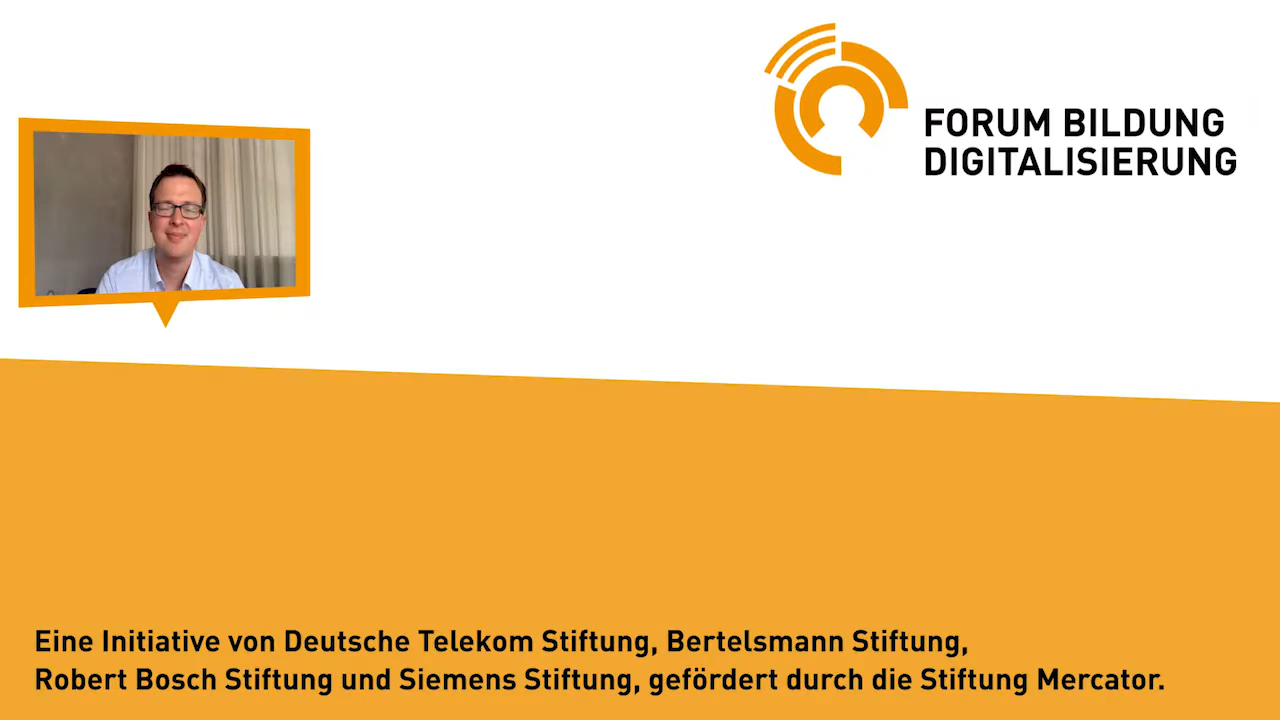 FORUM BILDUNG
DIGITALISIERUNG
Eine Initiative von Deutsche Telekom Stiftung, Bertelsmann Stiftung,
Robert Bosch Stiftung und Siemens Stiftung, gefördert durch die Stiftung Mercator.